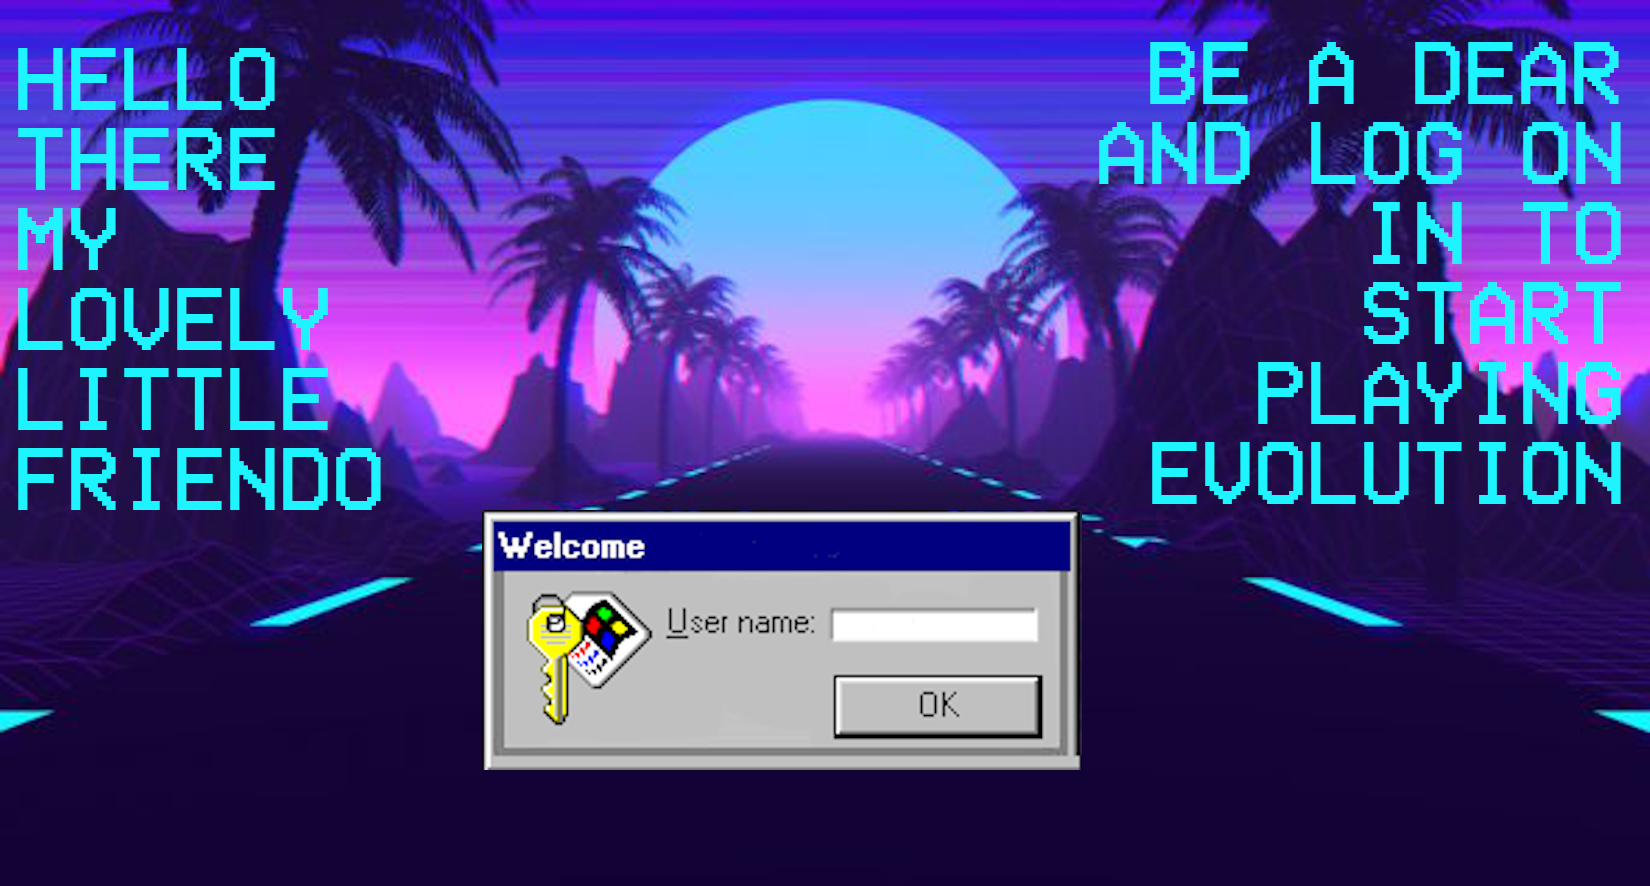 HELLO
THERE
MY
LOVELY
LITTLE
FRIENDO
BE A DEAR
AND LOG ON
IN TO
START
PLAYING
EVOLUTION
Welcome
User name:
OK